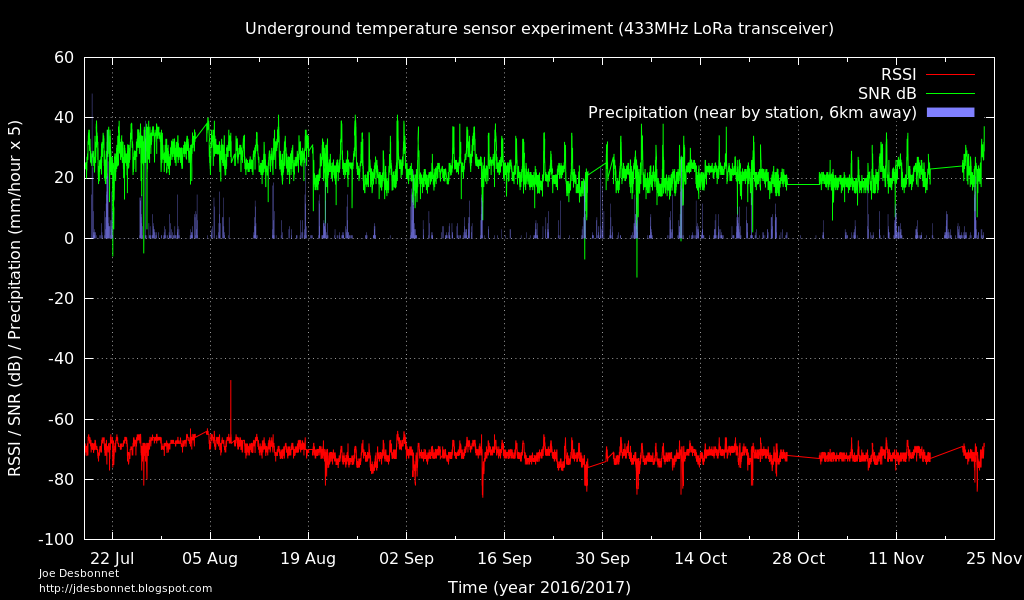 Underground temperature sensor experiment (433MHz LoRa transceiver)
RSSI
SNR dB
Precipitation (near by station, 6km away)
RSSI / SNR (dB) / Precipitation (mm/hour x 5)
60
40
20
0
-20
-40
-60
-80
-100
22 Jul 05 Aug 19 Aug 02 Sep 16 Sep 30 Sep 14 Oct 28 Oct 11 Nov 25 Nov
Time (year 2016/2017)
Joe Desbonnet
http://jdesbonnet.blogspot.com